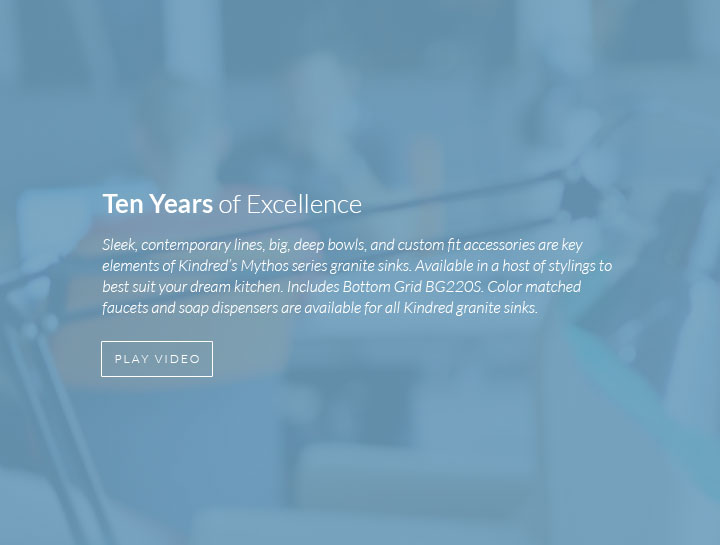 Ten Years of Excellence
Sleek, contemporary lines, big, deep bowls, and custom fit accessories are key
elements of Kindred's Mythos series granite sinks. Available in a host of stylings to
best suit your dream kitchen. Includes Bottom Grid BG220S. Color matched
faucets and soap dispensers are available for all Kindred granite sinks.
PLAY VIDEO